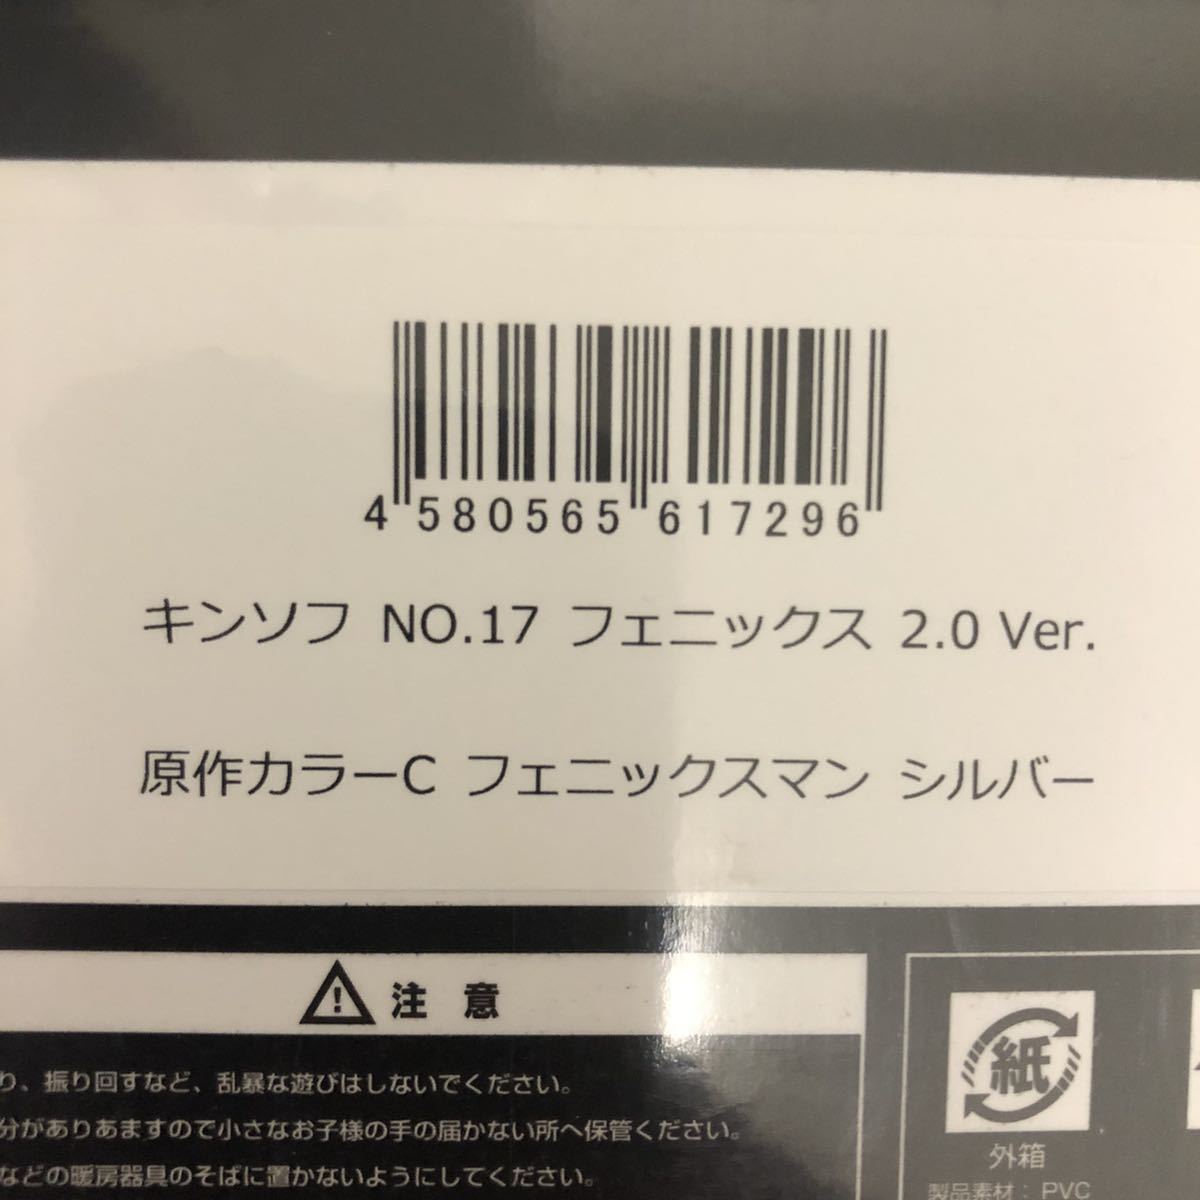 4 580565 617296
キンソフ NO.17 フェニックス 2.0 Ver.
原作カラーC フェニックスマン シルバー
注 意
り、振り回すなど、乱暴な遊びはしないでください。
分がありあますので小さなお子様の手の届かない所へ保管ください。
などの暖房器具のそばに置かないようにしてください。
紙
外箱
製品素材：PVC